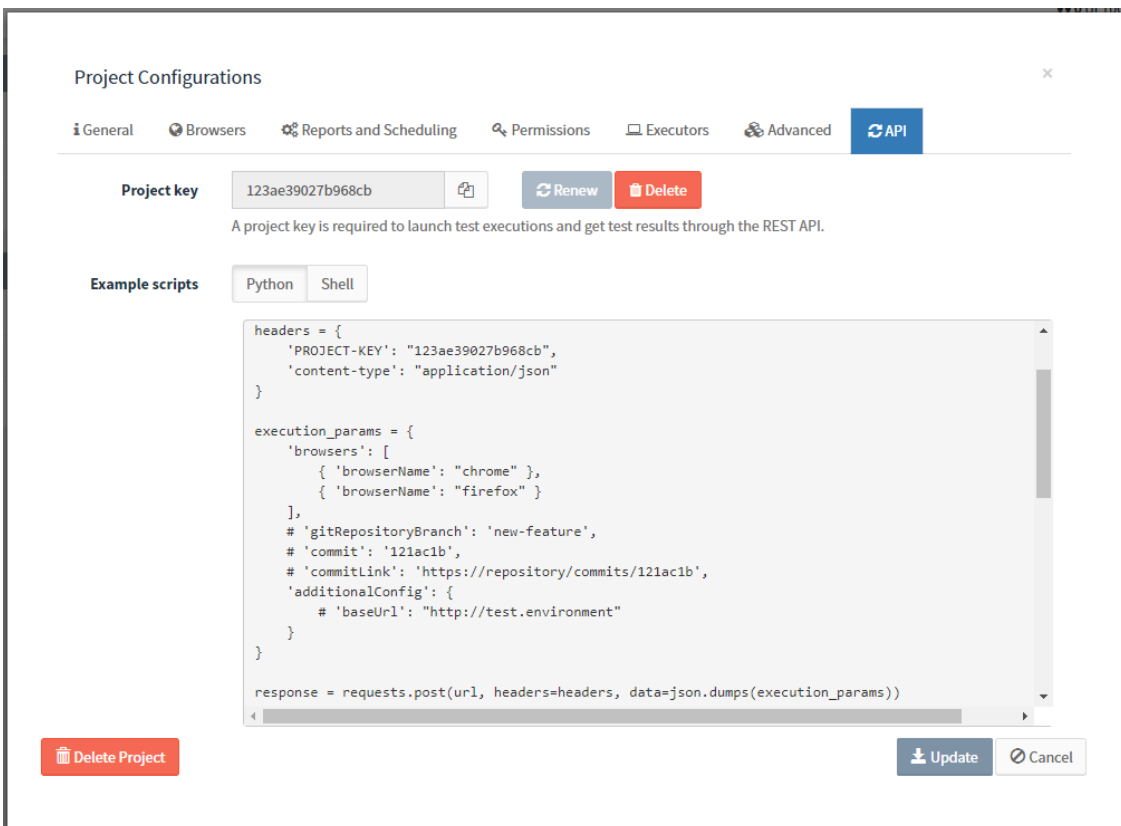 Project Configurations
×
General Browsers Reports and Scheduling Permissions Executors Advanced API
Project key 123ae39027b968cb Renew Delete
A project key is required to launch test executions and get test results through the REST API.
Example scripts Python Shell
headers = {
    'PROJECT-KEY': "123ae39027b968cb",
    'content-type': "application/json"
}
execution_params = {
    'browsers': [
        { 'browserName': "chrome" },
        { 'browserName': "firefox" }
    ],
    # 'gitRepositoryBranch': 'new-feature',
    # 'commit': '121ac1b',
    # 'commitLink': 'https://repository/commits/121ac1b',
    'additionalConfig': {
        # 'baseUrl': "http://test.environment"
    }
}
response = requests.post(url, headers=headers, data=json.dumps(execution_params))
Delete Project Update Cancel